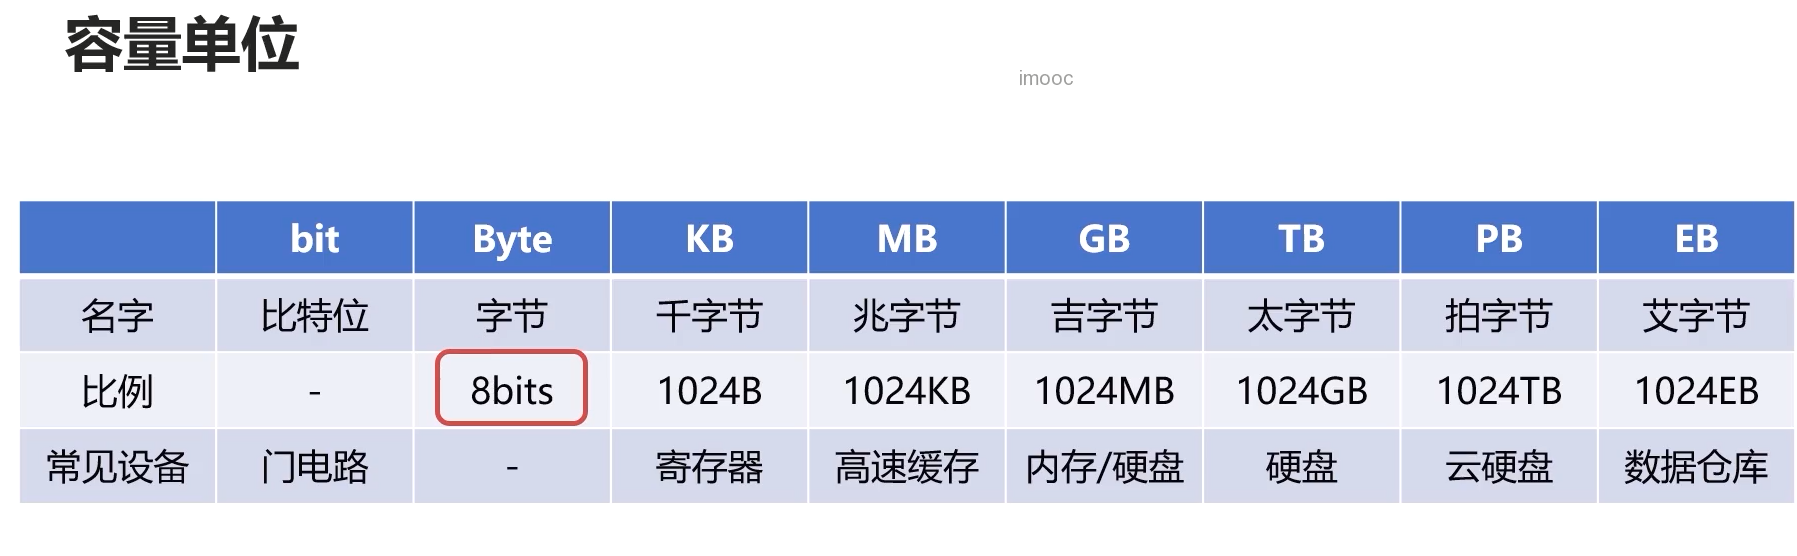 容量单位
imooc
bit Byte KB MB GB TB PB EB
名字 比特位 字节 千字节 兆字节 吉字节 太字节 拍字节 艾字节
比例 - 8bits 1024B 1024KB 1024MB 1024GB 1024TB 1024EB
常见设备 门电路 - 寄存器 高速缓存 内存/硬盘 硬盘 云硬盘 数据仓库